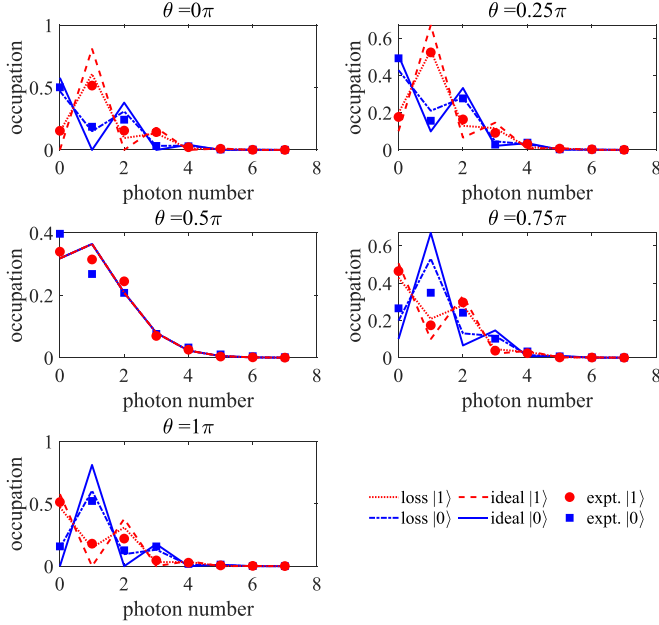 θ =0π
1
0.5
0
occupation
0 2 4 6 8
photon number
θ =0.25π
0.6
0.4
0.2
0
occupation
0 2 4 6 8
photon number
θ =0.5π
0.4
0.2
0
occupation
0 2 4 6 8
photon number
θ =0.75π
0.6
0.4
0.2
0
occupation
0 2 4 6 8
photon number
θ =1π
1
0.5
0
occupation
0 2 4 6 8
photon number
loss |1⟩ ideal |1⟩ expt. |1⟩
loss |0⟩ ideal |0⟩ expt. |0⟩